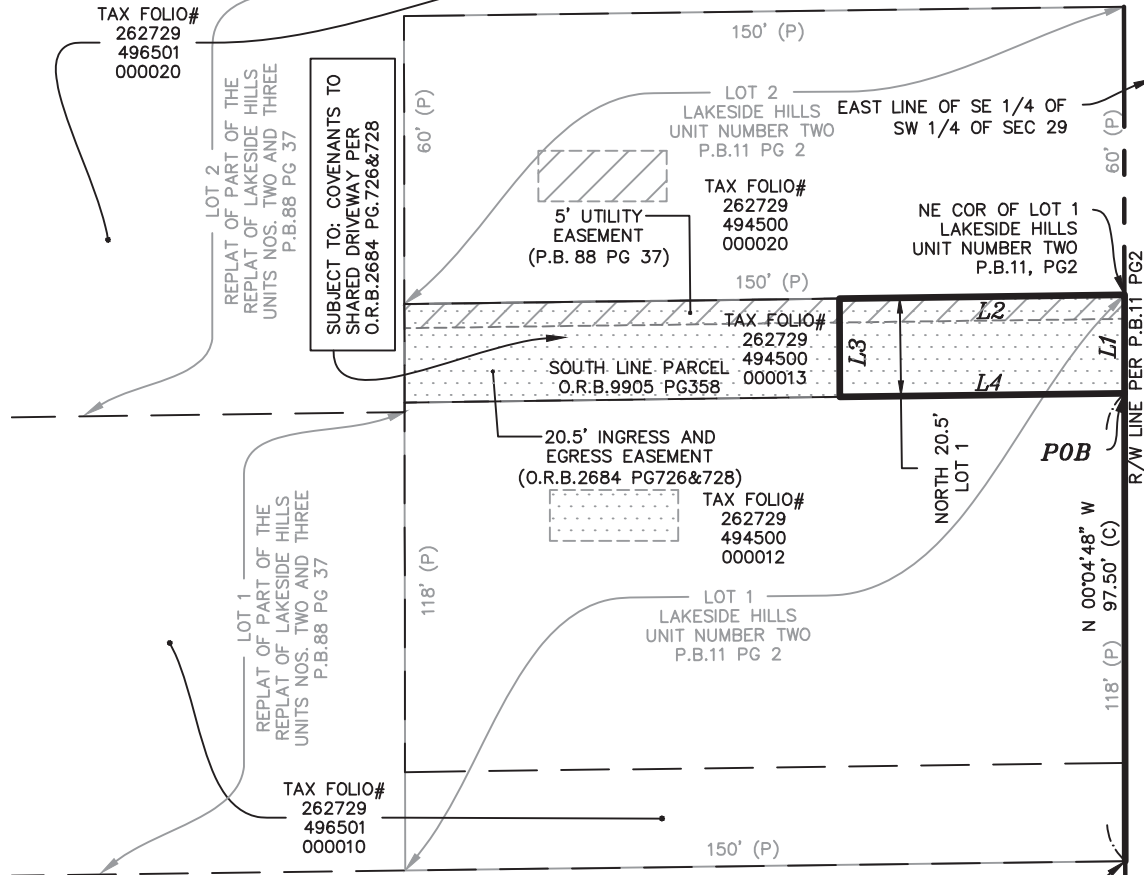 TAX FOLIO#
262729
496501
000020
150' (P)
LOT 2
REPLAT OF PART OF THE
REPLAT OF LAKESIDE HILLS
UNITS NOS. TWO AND THREE
P.B.88 PG 37
SUBJECT TO: COVENANTS TO
SHARED DRIVEWAY PER
O.R.B.2684 PG.726&728
60' (P)
LOT 2
LAKESIDE HILLS
UNIT NUMBER TWO
P.B.11 PG 2
EAST LINE OF SE 1/4 OF
SW 1/4 OF SEC 29
60' (P)
TAX FOLIO#
262729
494500
000020
5' UTILITY
EASEMENT
(P.B. 88 PG 37)
NE COR OF LOT 1
LAKESIDE HILLS
UNIT NUMBER TWO
P.B.11, PG2
150' (P)
TAX FOLIO#
262729
494500
000013
SOUTH LINE PARCEL
O.R.B.9905 PG358
L2
L3
L1
L4
R/W LINE PER P.B.11 PG2
20.5' INGRESS AND
EGRESS EASEMENT
(O.R.B.2684 PG726&728)
NORTH 20.5'
LOT 1
POB
TAX FOLIO#
262729
494500
000012
LOT 1
REPLAT OF PART OF THE
REPLAT OF LAKESIDE HILLS
UNITS NOS. TWO AND THREE
P.B.88 PG 37
118' (P)
LOT 1
LAKESIDE HILLS
UNIT NUMBER TWO
P.B.11 PG 2
N 00°04'48" W
97.50' (C)
118' (P)
TAX FOLIO#
262729
496501
000010
150' (P)